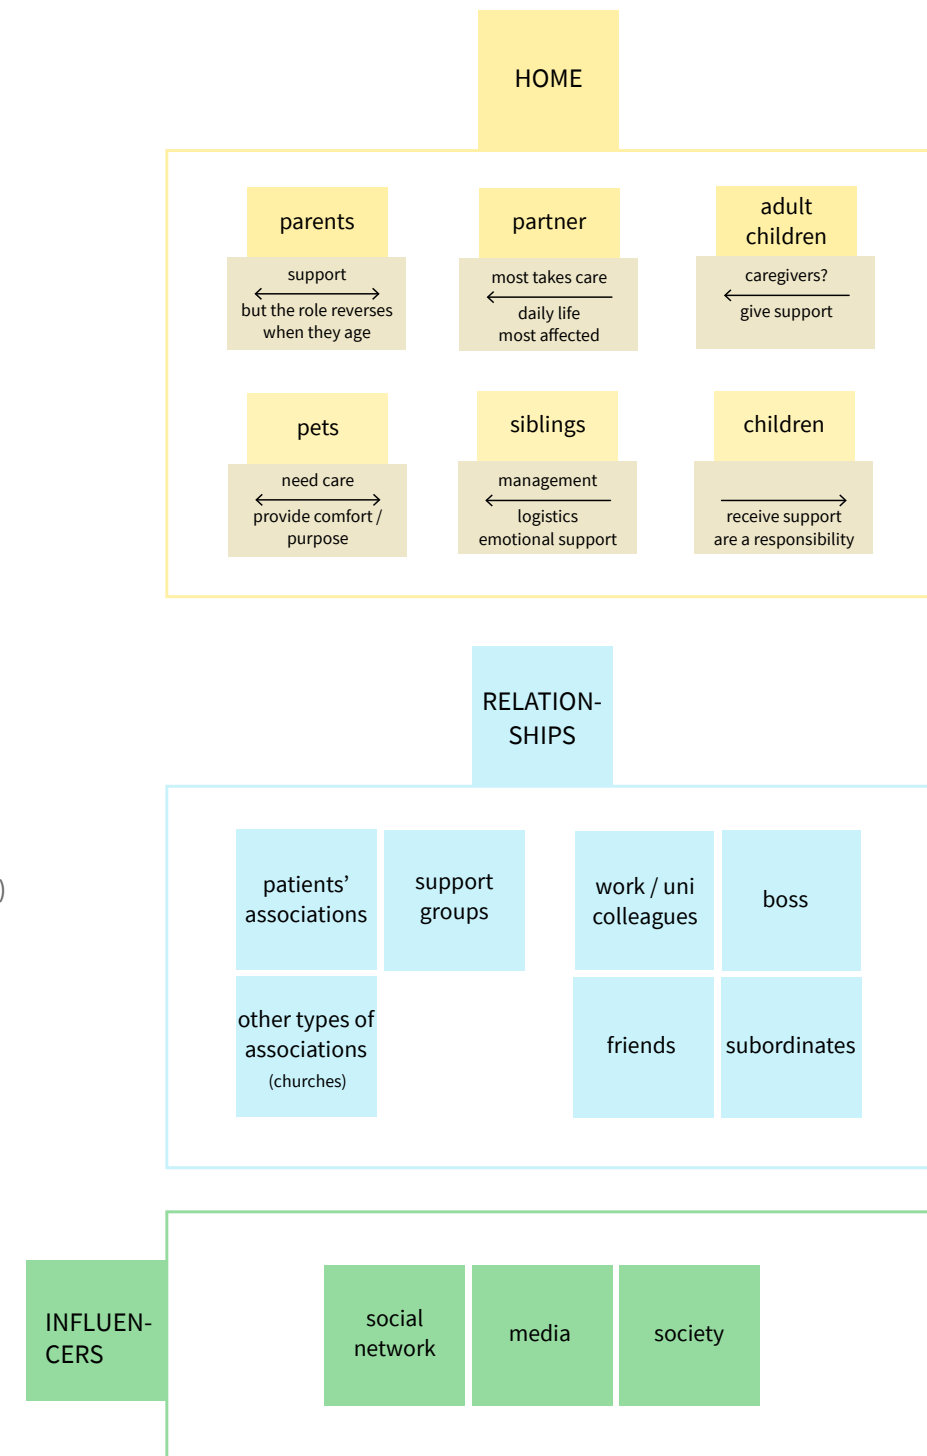 HOME
parents
support
but the role reverses
when they age
partner
most takes care
daily life
most affected
adult
children
caregivers?
give support
pets
need care
provide comfort /
purpose
siblings
management
logistics
emotional support
children
receive support
are a responsibility
RELATION-
SHIPS
patients’
associations
support
groups
work / uni
colleagues
boss
)
other types of
associations
(churches)
friends
subordinates
INFLUEN-
CERS
social
network
media
society